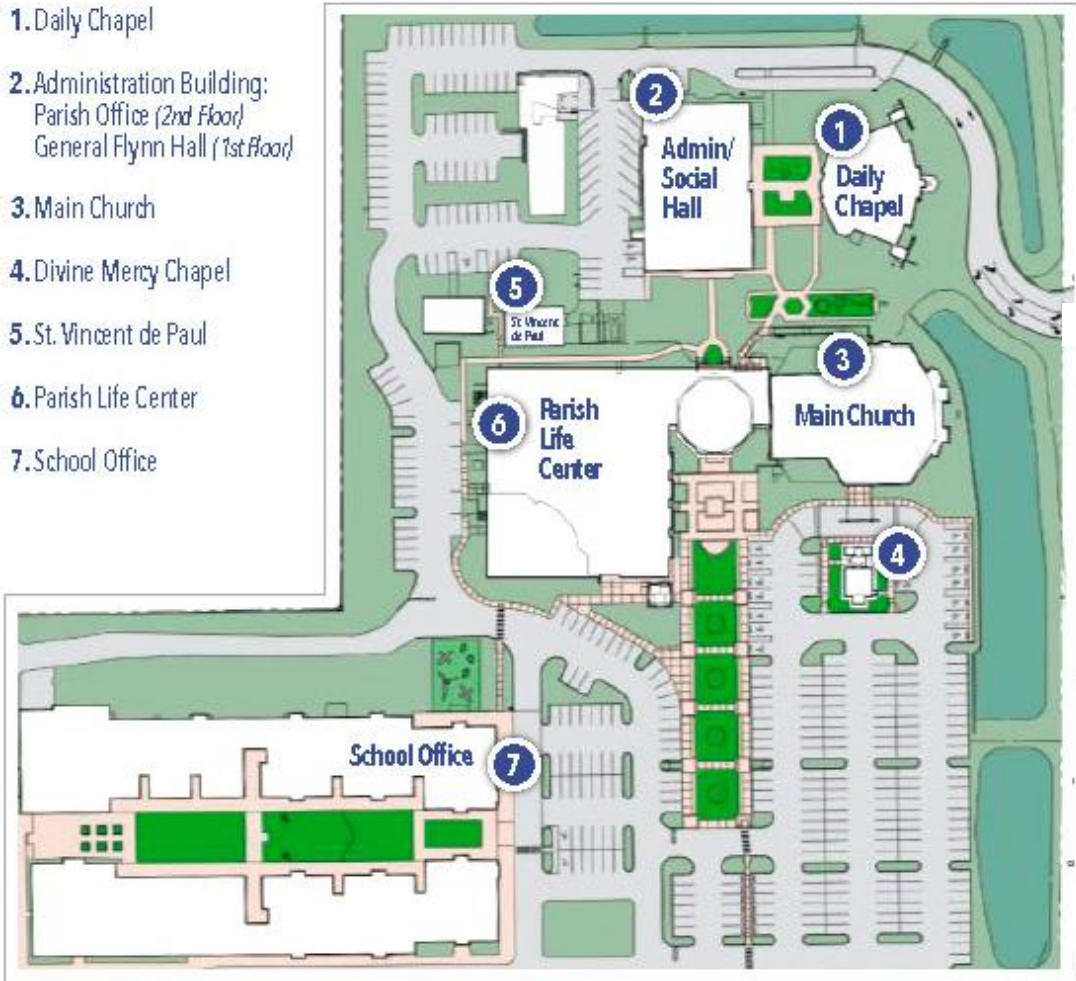 1. Daily Chapel
2. Administration Building:
Parish Office (2nd Floor)
General Flynn Hall (1st Floor)
3. Main Church
4. Divine Mercy Chapel
5. St. Vincent de Paul
6. Parish Life Center
7. School Office
2
Admin/
Social
Hall
1
Daily
Chapel
5
St. Vincent
de Paul
3
Main Church
6
Parish
Life
Center
4
School Office
7